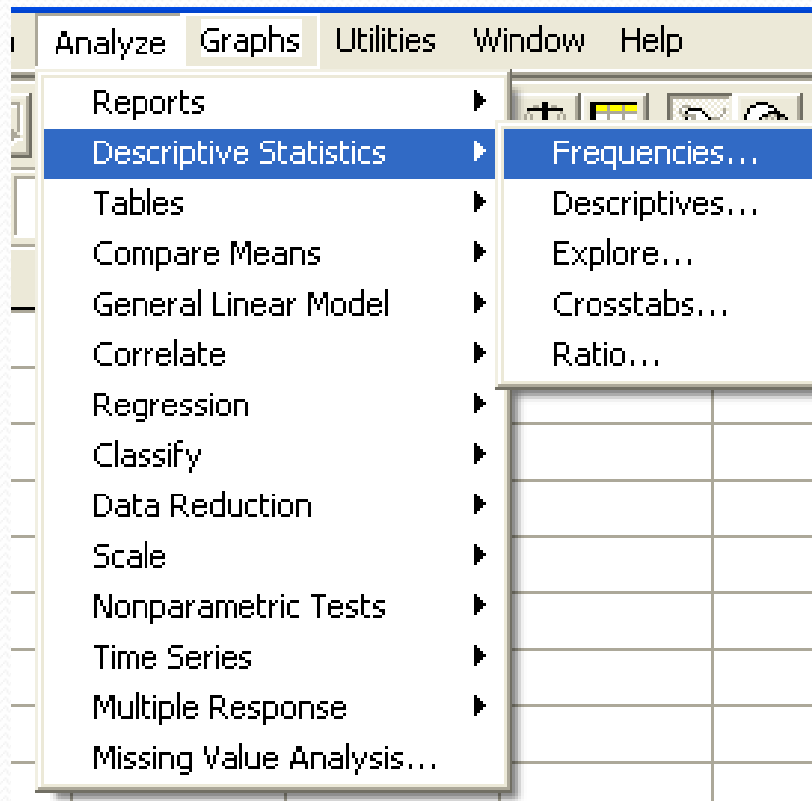 Analyze Graphs Utilities Window Help
Reports
Descriptive Statistics
Tables
Compare Means
General Linear Model
Correlate
Regression
Classify
Data Reduction
Scale
Nonparametric Tests
Time Series
Multiple Response
Missing Value Analysis...
Frequencies...
Descriptives...
Explore...
Crosstabs...
Ratio...